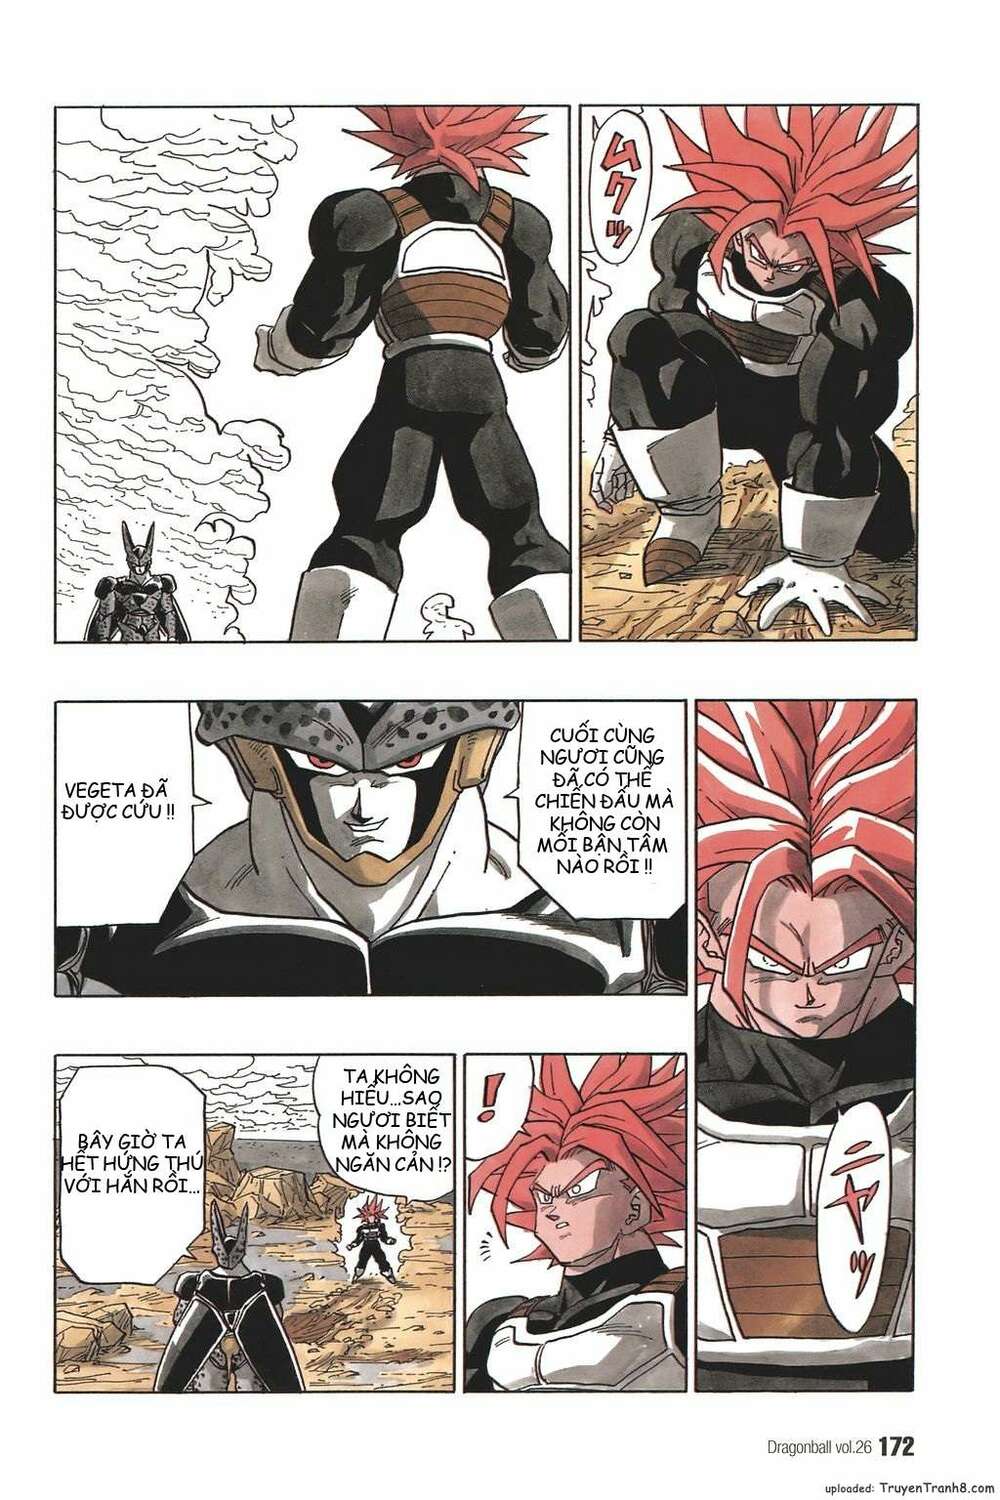 ムクッ
CUỐI CÙNG
NGƯƠI CŨNG
ĐÃ CÓ THỂ
CHIẾN ĐẤU MÀ
KHÔNG CÒN
MỐI BẬN TÂM
NÀO RỒI !!
VEGETA ĐÃ
ĐƯỢC CỨU !!
ニヤッ
!
TA KHÔNG
HIỂU...SAO
NGƯƠI BIẾT
MÀ KHÔNG
NGĂN CẢN !?
BÂY GIỜ TA
HẾT HỨNG THÚ
VỚI HẮN RỒI...
Dragonball vol.26 172
uploaded: TruyenTranh8.com